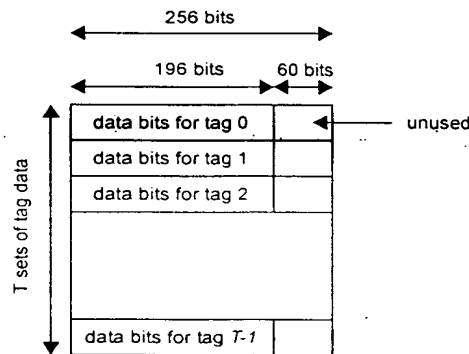 256 bits
196 bits
60 bits
data bits for tag 0
unused
data bits for tag 1
data bits for tag 2
T sets of tag data
data bits for tag T-1